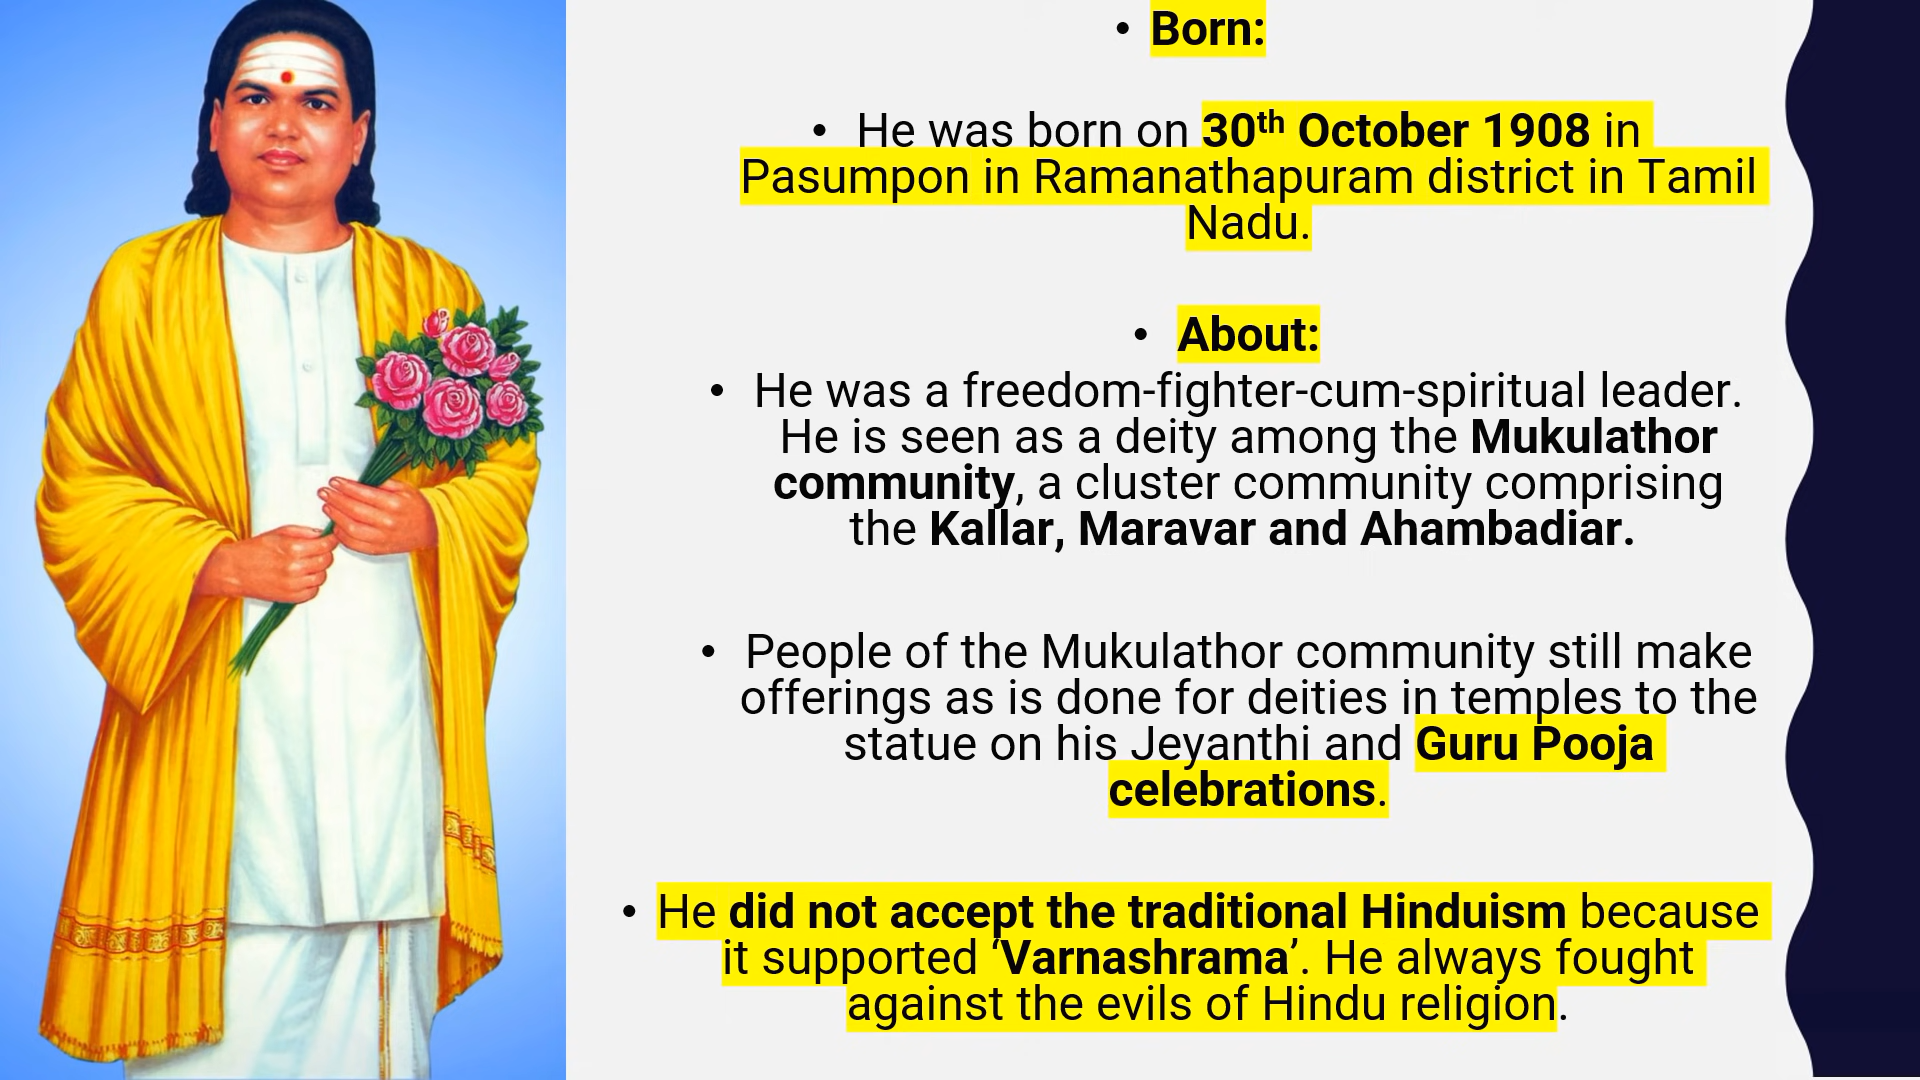 • Born:
• He was born on 30th October 1908 in
Pasumpon in Ramanathapuram district in Tamil
Nadu.
• About:
• He was a freedom-fighter-cum-spiritual leader.
He is seen as a deity among the Mukulathor
community, a cluster community comprising
the Kallar, Maravar and Ahambadiar.
• People of the Mukulathor community still make
offerings as is done for deities in temples to the
statue on his Jeyanthi and Guru Pooja
celebrations.
• He did not accept the traditional Hinduism because
it supported ‘Varnashrama’. He always fought
against the evils of Hindu religion.